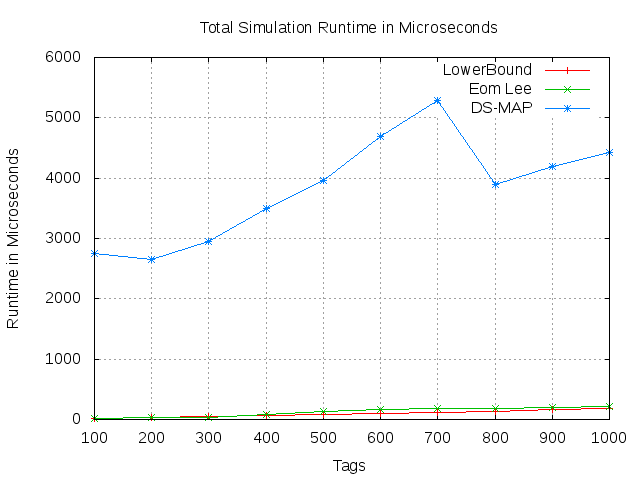 Total Simulation Runtime in Microseconds
LowerBound
Eom Lee
DS-MAP
Runtime in Microseconds
6000
5000
4000
3000
2000
1000
0
100 200 300 400 500 600 700 800 900 1000
Tags